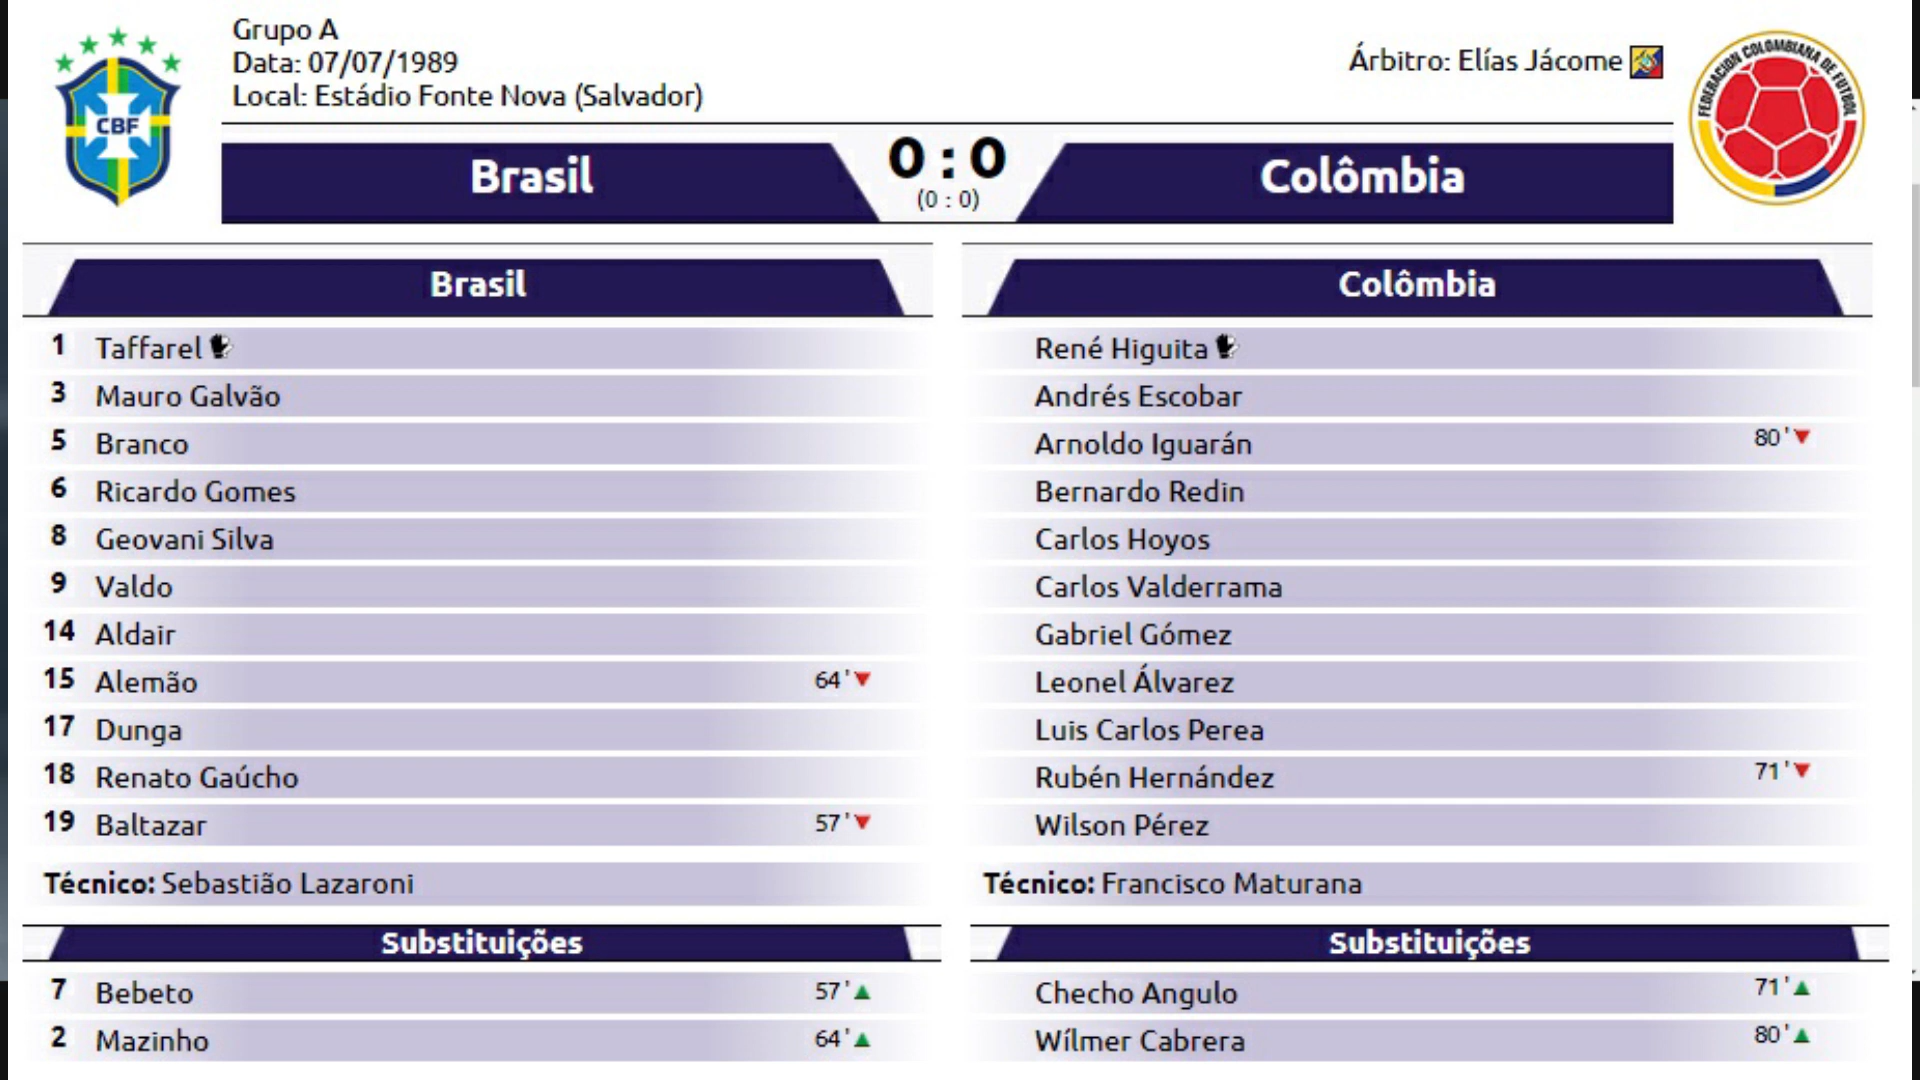 Grupo A
Data: 07/07/1989
Local: Estádio Fonte Nova (Salvador)
Árbitro: Elías Jácome
CBF
FEDERACION COLOMBIANA DE FUTBOL
Brasil
0 : 0
(0 : 0)
Colômbia
Brasil
1 Taffarel
3 Mauro Galvão
5 Branco
6 Ricardo Gomes
8 Geovani Silva
9 Valdo
14 Aldair
15 Alemão 64'
17 Dunga
18 Renato Gaúcho
19 Baltazar 57'
Técnico: Sebastião Lazaroni
Substituições
7 Bebeto 57'
2 Mazinho 64'
Colômbia
René Higuita
Andrés Escobar
Arnoldo Iguarán 80'
Bernardo Redin
Carlos Hoyos
Carlos Valderrama
Gabriel Gómez
Leonel Álvarez
Luis Carlos Perea
Rubén Hernández 71'
Wilson Pérez
Técnico: Francisco Maturana
Substituições
Checho Angulo 71'
Wílmer Cabrera 80'